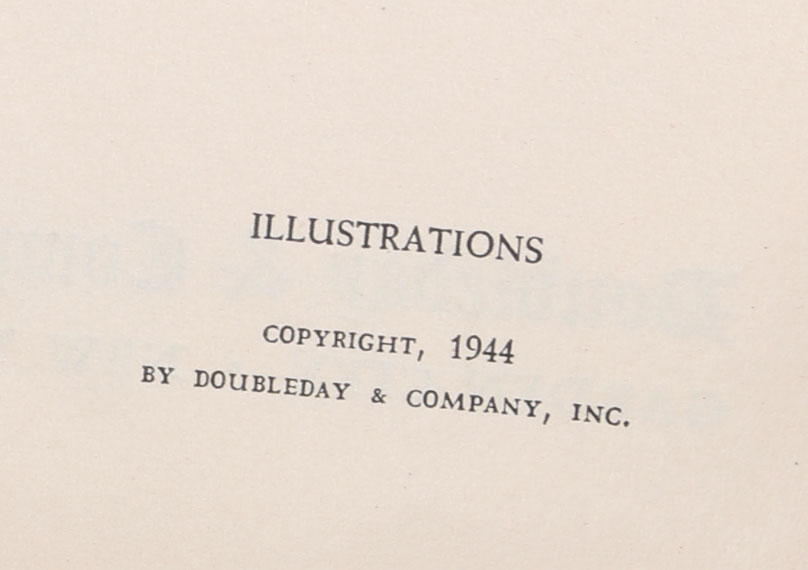 ILLUSTRATIONS
COPYRIGHT, 1944
BY DOUBLEDAY & COMPANY, INC.